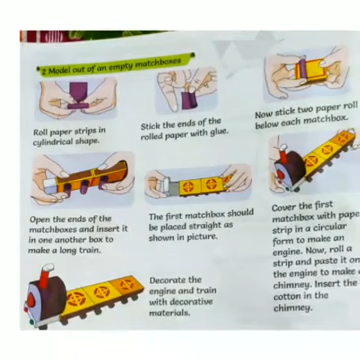 2 Model out of an empty matchboxes
Roll paper strips in
cylindrical shape.
Stick the ends of the
rolled paper with glue.
Now stick two paper roll
below each matchbox.
Open the ends of the
matchboxes and insert it
in one another box to
make a long train.
The first matchbox should
be placed straight as
shown in picture.
Cover the first
matchbox with pape
strip in a circular
form to make an
engine. Now, roll a
strip and paste it on
the engine to make a
chimney. Insert the
cotton in the
chimney.
Decorate the
engine and train
with decorative
materials.